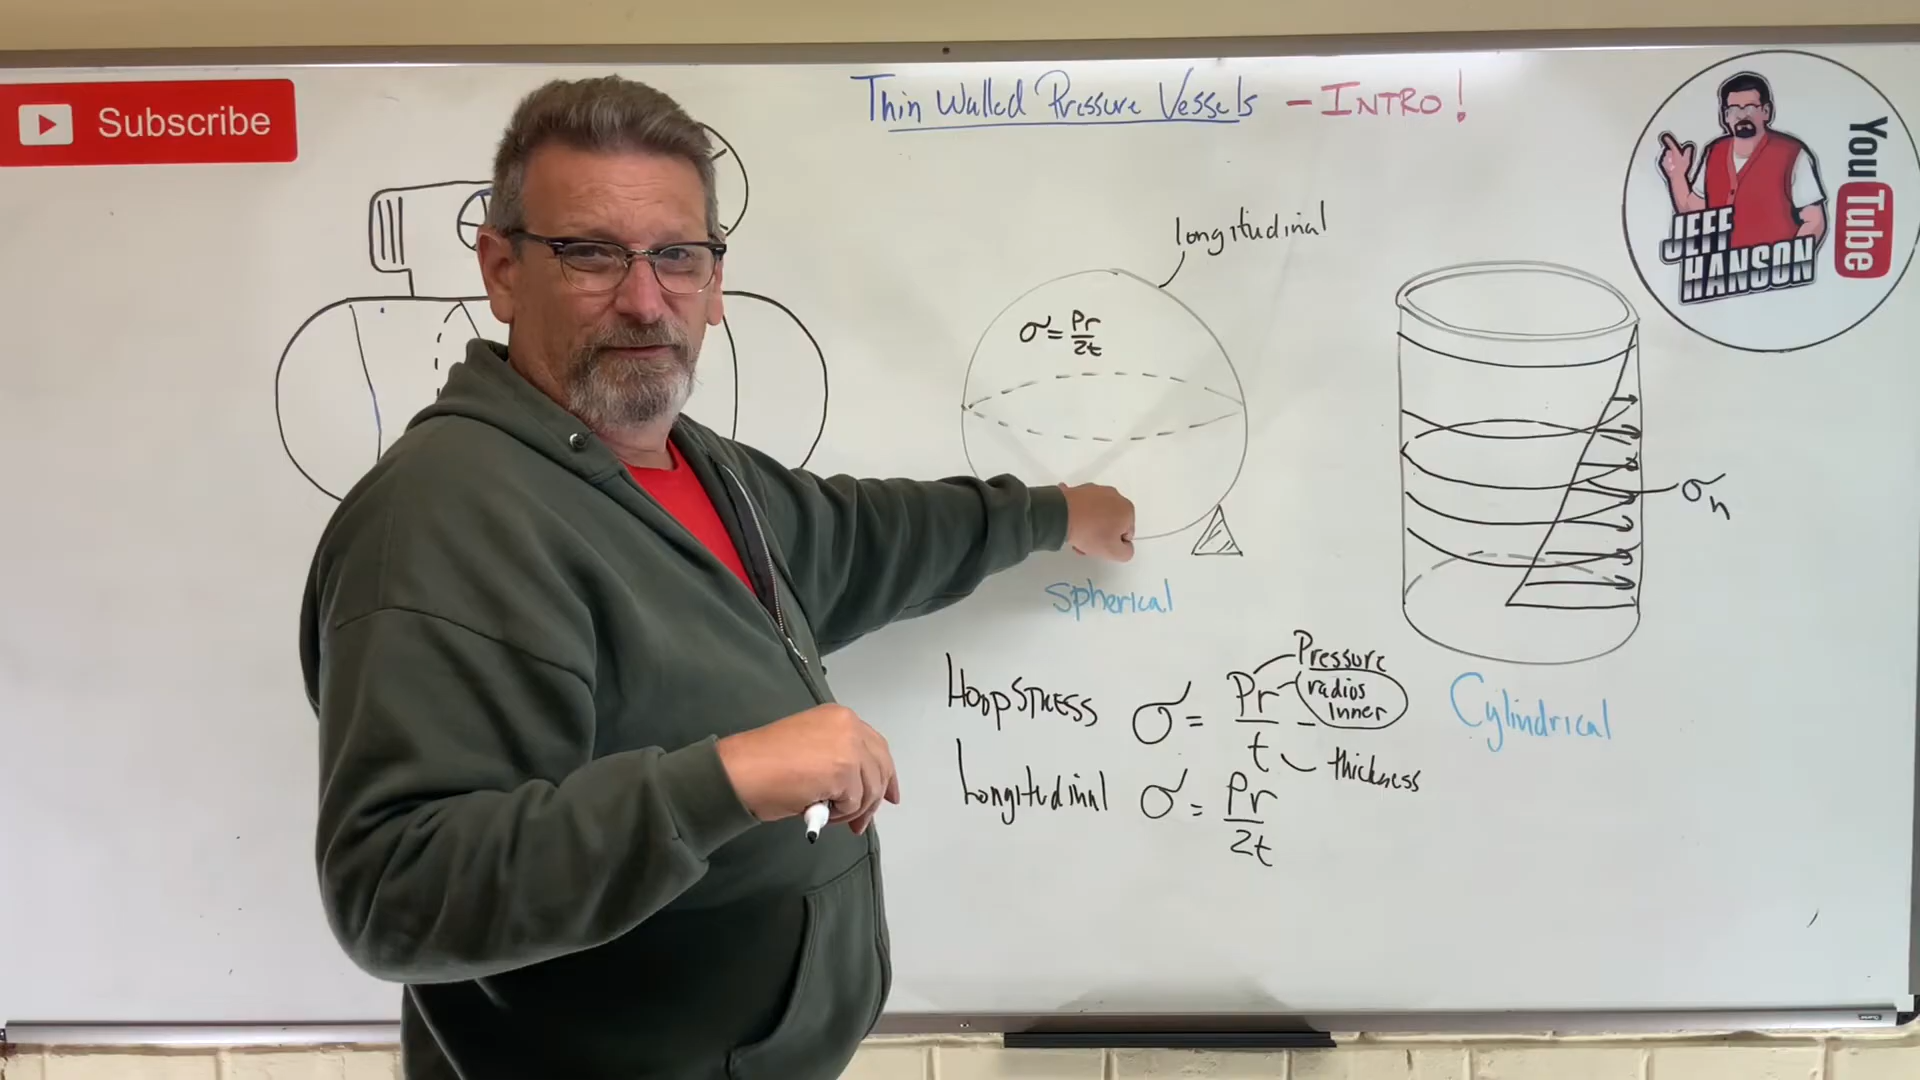 Subscribe
Thin Walled Pressure Vessels - INTRO!
YouTube
JEFF
HANSON
longitudinal
σ = Pr/2t
σh
Spherical
Cylindrical
HOOP STRESS σ = Pr/t
Pressure
radios
Inner
thickness
Longitudinal σ = Pr/2t